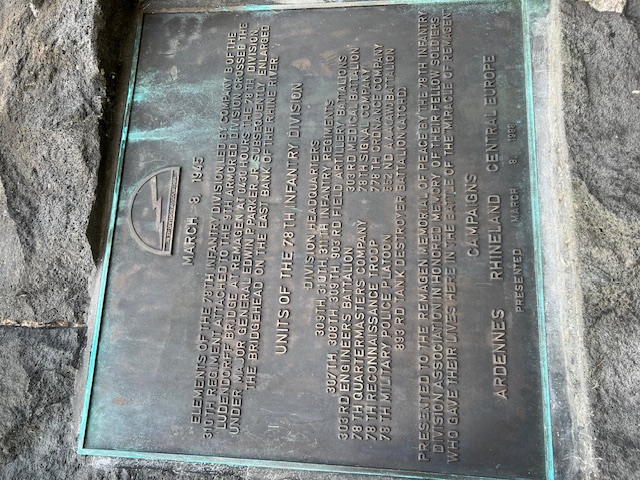 MARCH 8, 1945
ELEMENTS OF THE 78TH INFANTRY DIVISION LED BY COMPANY B OF THE
310TH REGIMENT ATTACHED TO THE 9TH ARMORED DIVISION CROSSED THE
LUDENDORFF BRIDGE AT REMAGEN AT 0430 HOURS THE 78TH DIVISION
UNDER MAJOR GENERAL EDWIN PARKER JR. SUBSEQUENTLY ENLARGED
THE BRIDGEHEAD ON THE EAST BANK OF THE RHINE RIVER
UNITS OF THE 78TH INFANTRY DIVISION
DIVISION HEADQUARTERS
309TH 310TH 311TH INFANTRY REGIMENTS
307TH 308TH 309TH 903RD FIELD ARTILLERY BATTALIONS
303RD ENGINEERS BATTALION 303RD MEDICAL BATTALION
78TH QUARTERMASTERS COMPANY 78TH SIGNAL COMPANY
78TH RECONNAISSANCE TROOP 778TH ORDNANCE COMPANY
78TH MILITARY POLICE PLATOON 552ND AAA(AW) BATTALION
893RD TANK DESTROYER BATTALION (ATCHD)
PRESENTED TO THE REMAGEN MEMORIAL OF PEACE BY THE 78TH INFANTRY
DIVISION ASSOCIATION IN HONORED MEMORY OF THEIR FELLOW SOLDIERS
WHO GAVE THEIR LIVES HERE IN THE BATTLE OF THE MIRACLE OF REMAGEN
CAMPAIGNS
ARDENNES RHINELAND CENTRAL EUROPE
PRESENTED MARCH 8,